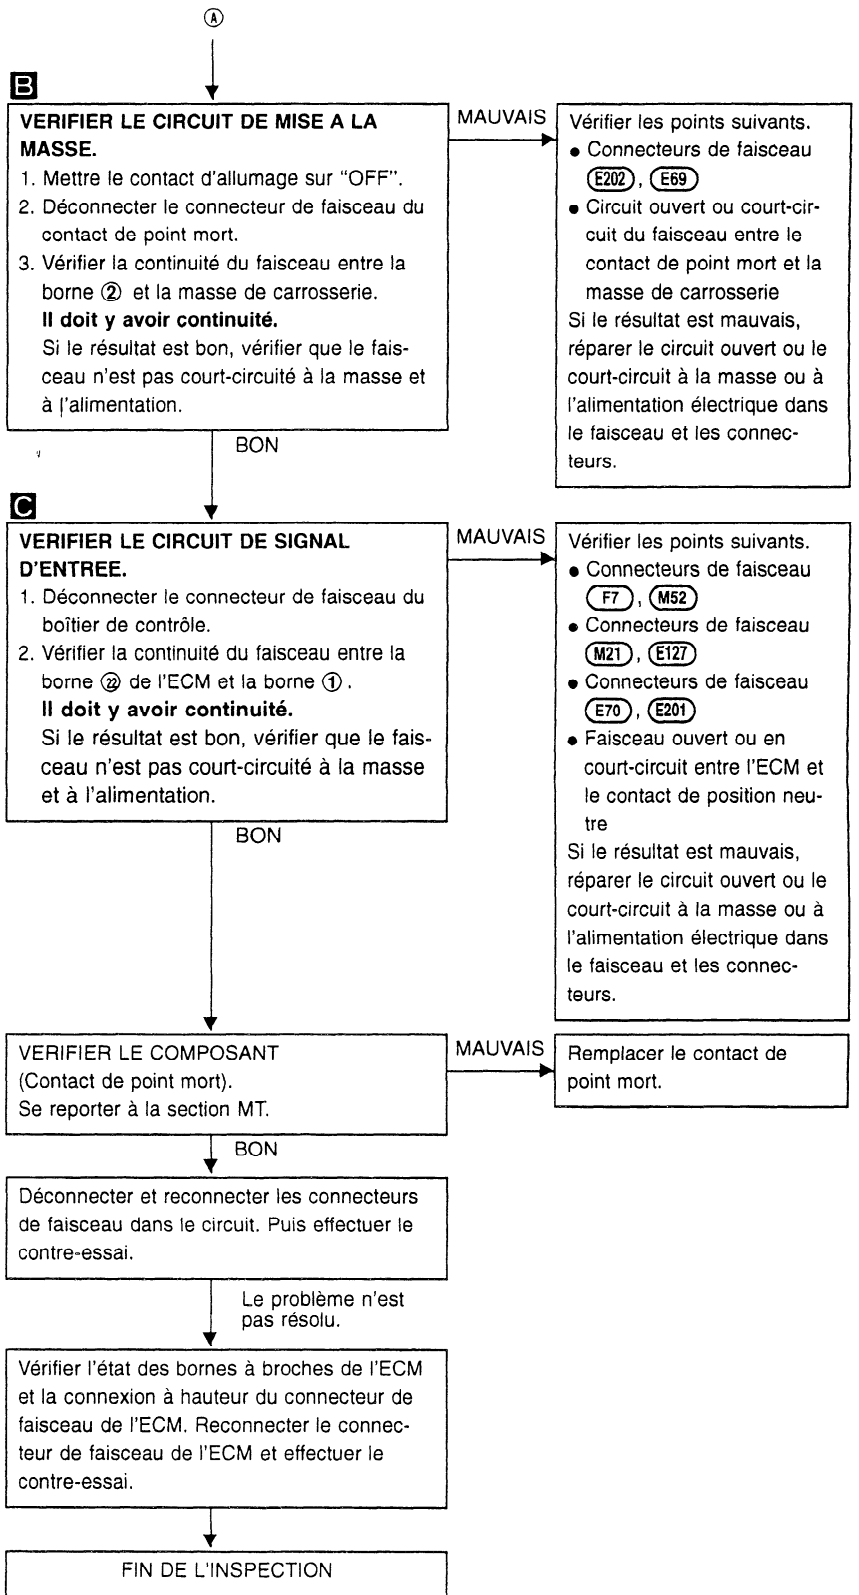 Ⓐ
B
VERIFIER LE CIRCUIT DE MISE A LA
MASSE.
1. Mettre le contact d'allumage sur “OFF”.
2. Déconnecter le connecteur de faisceau du
contact de point mort.
3. Vérifier la continuité du faisceau entre la
borne ② et la masse de carrosserie.
Il doit y avoir continuité.
Si le résultat est bon, vérifier que le fais-
ceau n'est pas court-circuité à la masse et
à l'alimentation.
MAUVAIS
Vérifier les points suivants.
● Connecteurs de faisceau
E202, E69
● Circuit ouvert ou court-cir-
cuit du faisceau entre le
contact de point mort et la
masse de carrosserie
Si le résultat est mauvais,
réparer le circuit ouvert ou le
court-circuit à la masse ou à
l'alimentation électrique dans
le faisceau et les connec-
teurs.
BON
C
VERIFIER LE CIRCUIT DE SIGNAL
D'ENTREE.
1. Déconnecter le connecteur de faisceau du
boîtier de contrôle.
2. Vérifier la continuité du faisceau entre la
borne ㉒ de l'ECM et la borne ①.
Il doit y avoir continuité.
Si le résultat est bon, vérifier que le fais-
ceau n'est pas court-circuité à la masse
et à l'alimentation.
MAUVAIS
Vérifier les points suivants.
● Connecteurs de faisceau
F7, M52
● Connecteurs de faisceau
M21, E127
● Connecteurs de faisceau
E70, E201
● Faisceau ouvert ou en
court-circuit entre l'ECM et
le contact de position neu-
tre
Si le résultat est mauvais,
réparer le circuit ouvert ou le
court-circuit à la masse ou à
l'alimentation électrique dans
le faisceau et les connec-
teurs.
BON
VERIFIER LE COMPOSANT
(Contact de point mort).
Se reporter à la section MT.
MAUVAIS
Remplacer le contact de
point mort.
BON
Déconnecter et reconnecter les connecteurs
de faisceau dans le circuit. Puis effectuer le
contre-essai.
Le problème n'est
pas résolu.
Vérifier l'état des bornes à broches de l'ECM
et la connexion à hauteur du connecteur de
faisceau de l'ECM. Reconnecter le connec-
teur de faisceau de l'ECM et effectuer le
contre-essai.
FIN DE L'INSPECTION